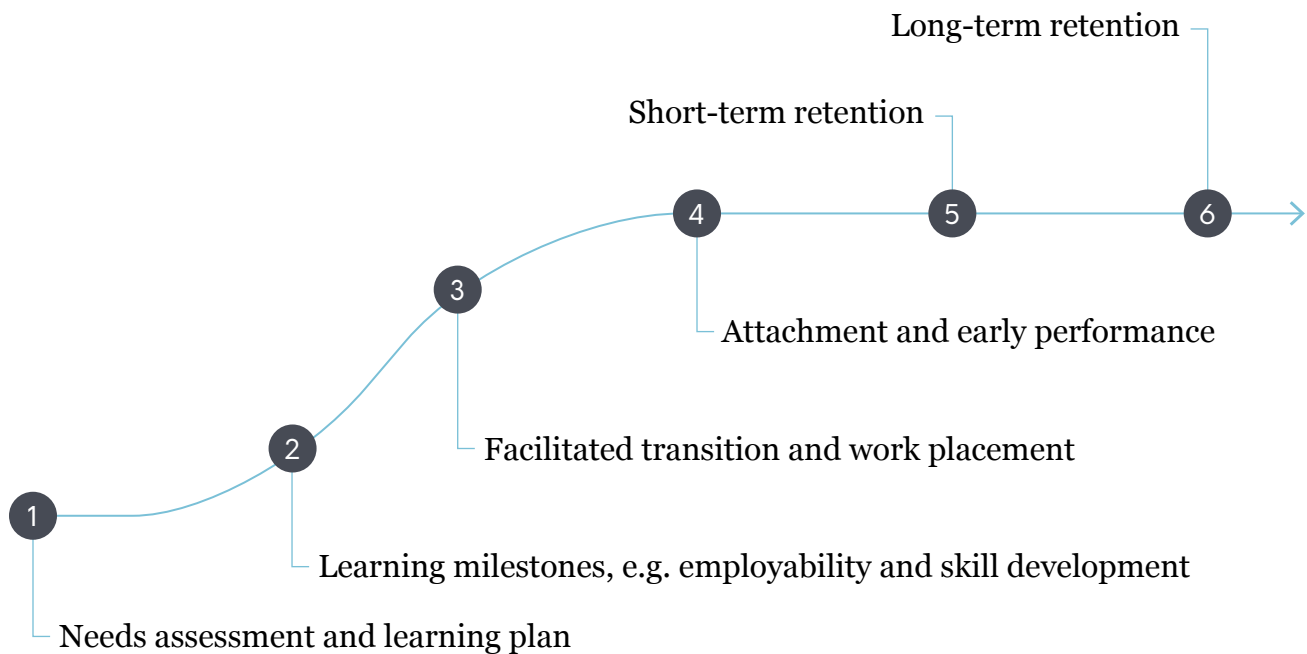 Long-term retention
Short-term retention
4
5
6
3
Attachment and early performance
2
Facilitated transition and work placement
1
Learning milestones, e.g. employability and skill development
Needs assessment and learning plan